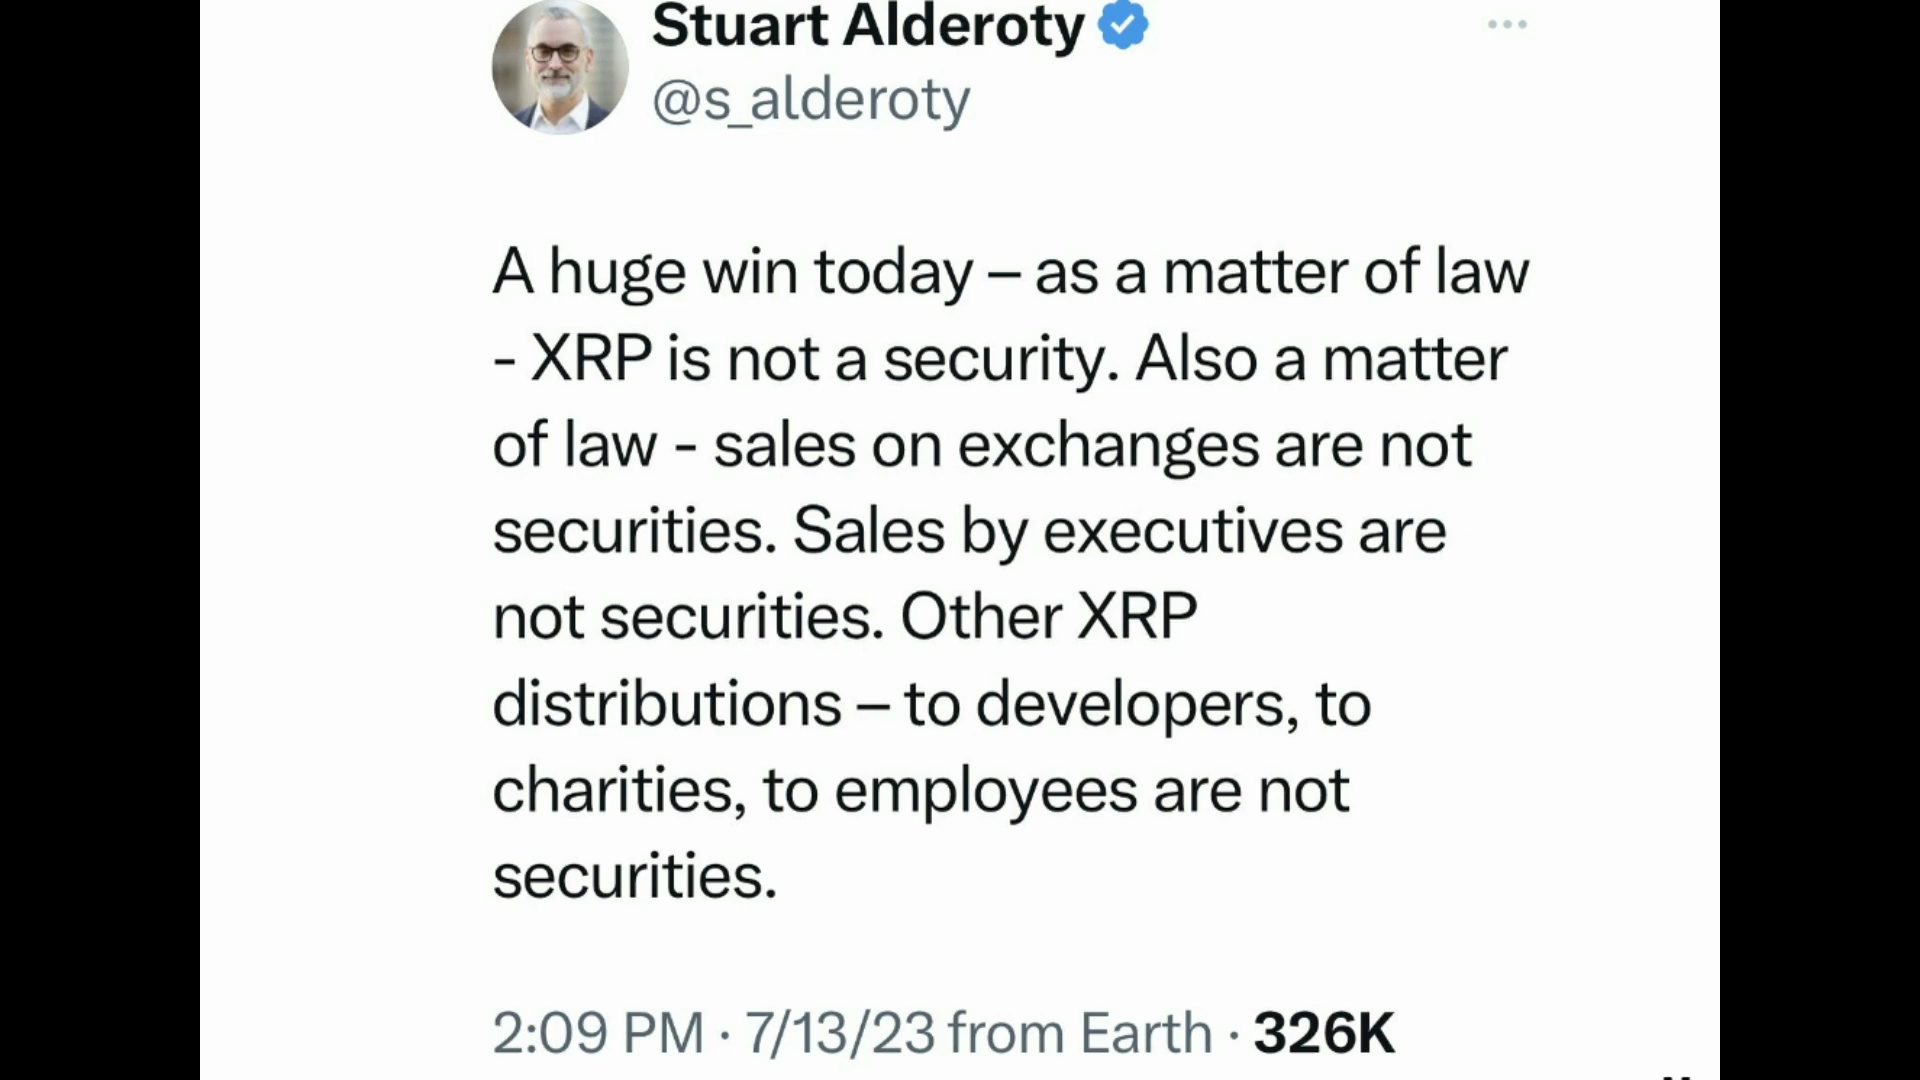 Stuart Alderoty
@s_alderoty
A huge win today – as a matter of law
- XRP is not a security. Also a matter
of law - sales on exchanges are not
securities. Sales by executives are
not securities. Other XRP
distributions – to developers, to
charities, to employees are not
securities.
2:09 PM · 7/13/23 from Earth · 326K